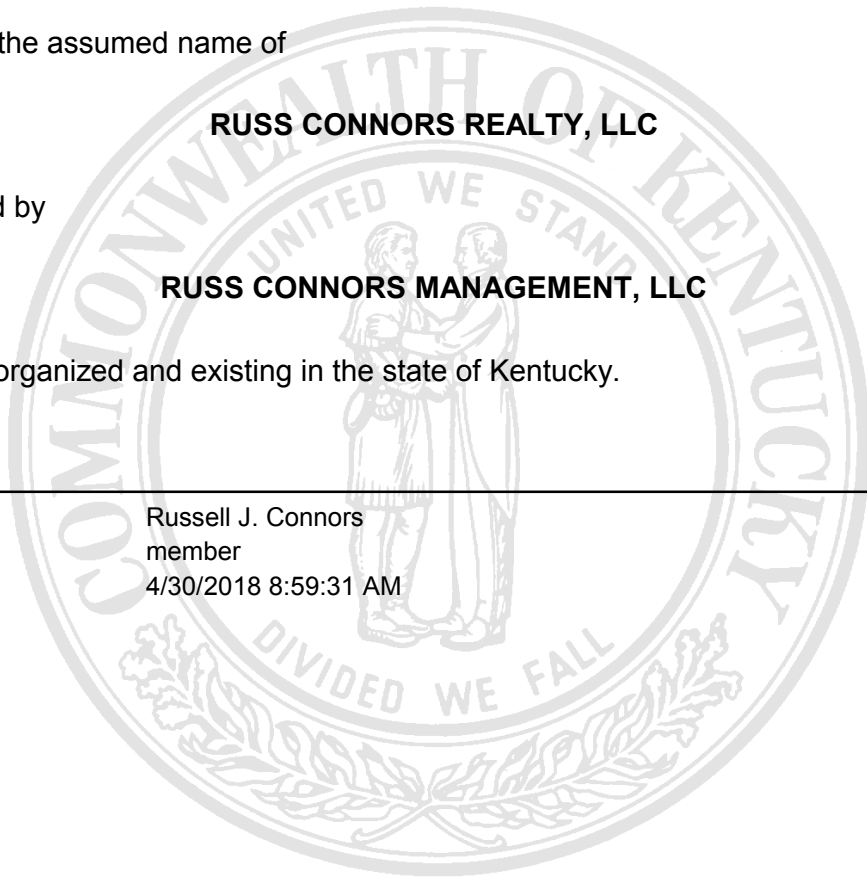 the assumed name of
RUSS CONNORS REALTY, LLC
d by
RUSS CONNORS MANAGEMENT, LLC
organized and existing in the state of Kentucky.
Russell J. Connors
member
4/30/2018 8:59:31 AM
COMMONWEALTH OF KENTUCKY
UNITED WE STAND
DIVIDED WE FALL